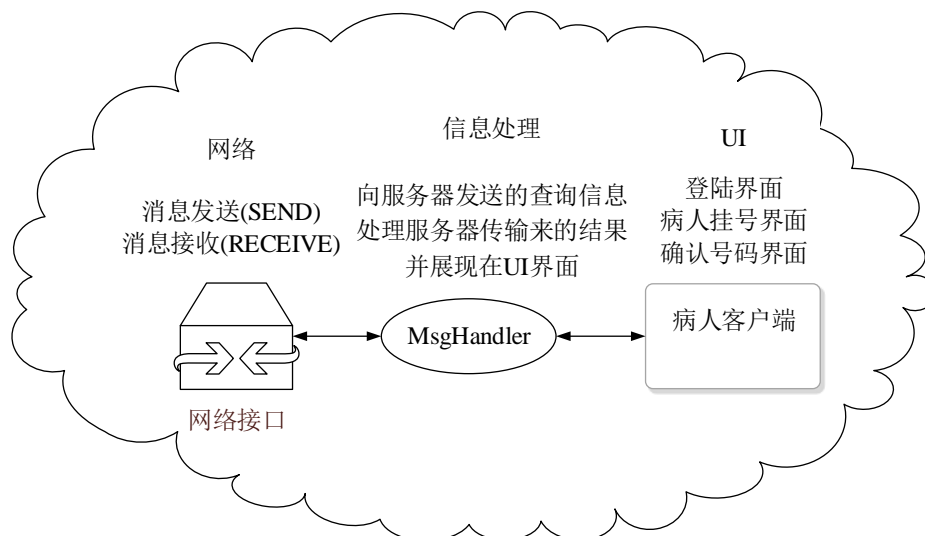 网络
消息发送(SEND)
消息接收(RECEIVE)
网络接口
信息处理
向服务器发送的查询信息
处理服务器传输来的结果
并展现在UI界面
MsgHandler
UI
登陆界面
病人挂号界面
确认号码界面
病人客户端